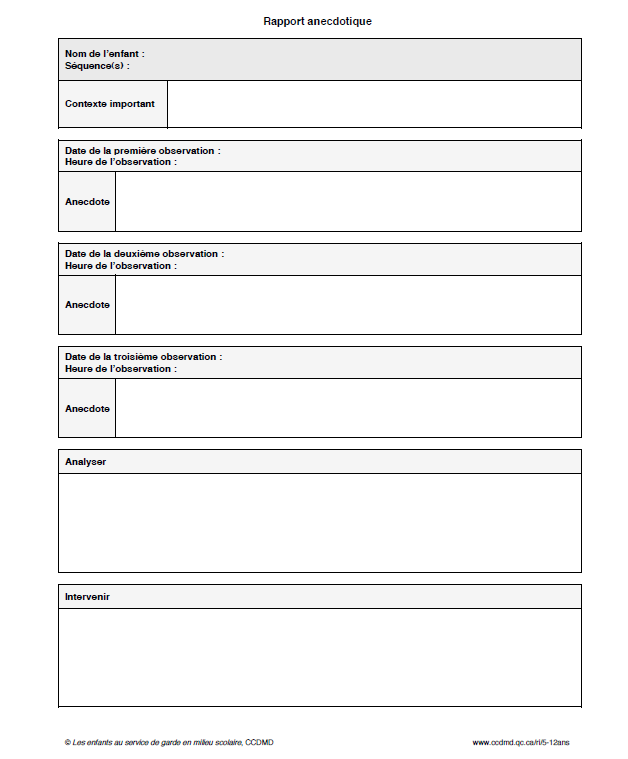 Rapport anecdotique
Nom de l'enfant :
Séquence(s) :
Contexte important
Date de la première observation :
Heure de l'observation :
Anecdote
Date de la deuxième observation :
Heure de l'observation :
Anecdote
Date de la troisième observation :
Heure de l'observation :
Anecdote
Analyser
Intervenir
© Les enfants au service de garde en milieu scolaire, CCDMD
www.ccdmd.qc.ca/ri/5-12ans